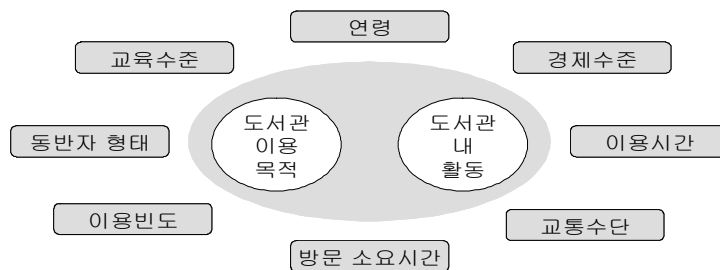 연령
교육수준
경제수준
도서관
이용
목적
도서관
내
활동
동반자 형태
이용시간
이용빈도
교통수단
방문 소요시간